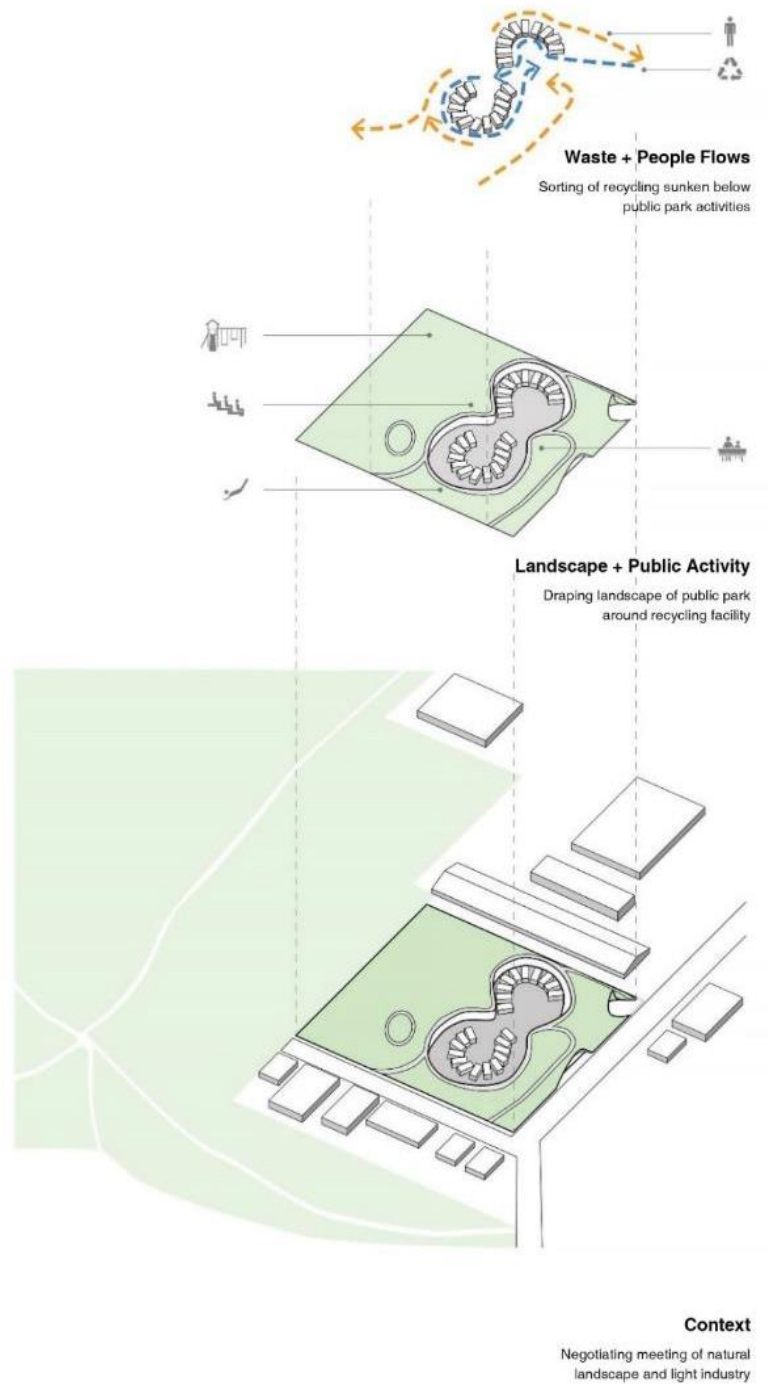 Waste + People Flows
Sorting of recycling sunken below
public park activities
Landscape + Public Activity
Draping landscape of public park
around recycling facility
Context
Negotiating meeting of natural
landscape and light industry